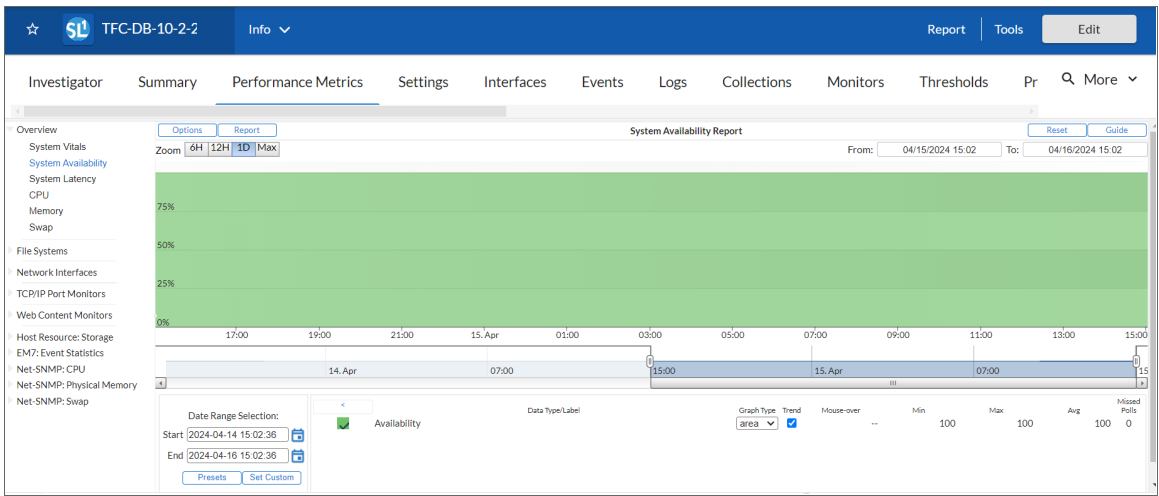 SL1 TFC-DB-10-2-2 Info Report Tools Edit
Investigator Summary Performance Metrics Settings Interfaces Events Logs Collections Monitors Thresholds Pr More
Overview
System Vitals
System Availability
System Latency
CPU
Memory
Swap
File Systems
Network Interfaces
TCP/IP Port Monitors
Web Content Monitors
Host Resource: Storage
EM7: Event Statistics
Net-SNMP: CPU
Net-SNMP: Physical Memory
Net-SNMP: Swap
Options Report System Availability Report Reset Guide
Zoom 6H 12H 1D Max From: 04/15/2024 15:02 To: 04/16/2024 15:02
75%
50%
25%
0%
17:00 19:00 21:00 15. Apr 01:00 03:00 05:00 07:00 09:00 11:00 13:00 15:00
14. Apr 07:00 15:00 15. Apr 07:00 15
Date Range Selection:
Start 2024-04-14 15:02:36
End 2024-04-16 15:02:36
Presets Set Custom
< Data Type/Label Graph Type Trend Mouse-over Min Max Avg Missed Polls
Availability area -- 100 100 100 0